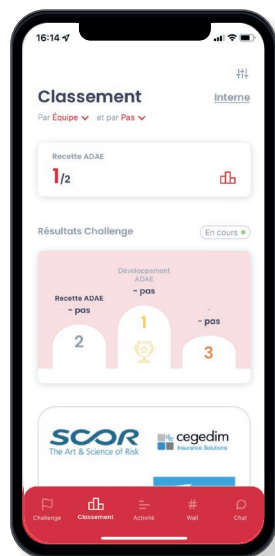 16:14
Classement
Interne
Par Équipe et par Pas
Recette ADAE
1/2
Résultats Challenge
En cours
Développement
ADAE
- pas
Recette ADAE
- pas
1
-
- pas
2
3
SCOR
The Art & Science of Risk
cegedim
Insurance Solutions
Challenge
Classement
Activité
Wall
Chat